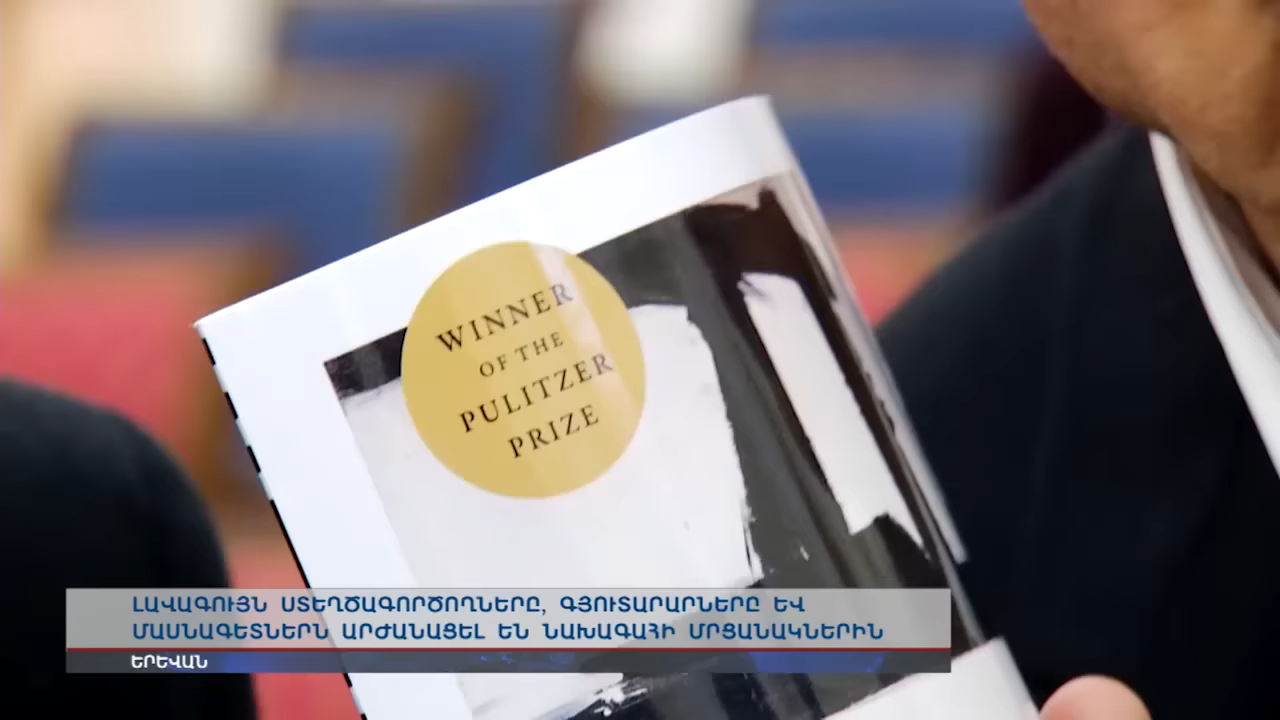 WINNER
OF THE
PULITZER
PRIZE
ԼԱՎԱԳՈՒՅՆ ՍՏԵՂԾԱԳՈՐԾՈՂՆԵՐԸ, ԳՅՈՒՏԱՐԱՐՆԵՐԸ ԵՎ
ՄԱՍՆԱԳԵՏՆԵՐՆ ԱՐԺԱՆԱՑԵԼ ԵՆ ՆԱԽԱԳԱՀԻ ՄՐՑԱՆԱԿՆԵՐԻՆ
ԵՐԵՎԱՆ